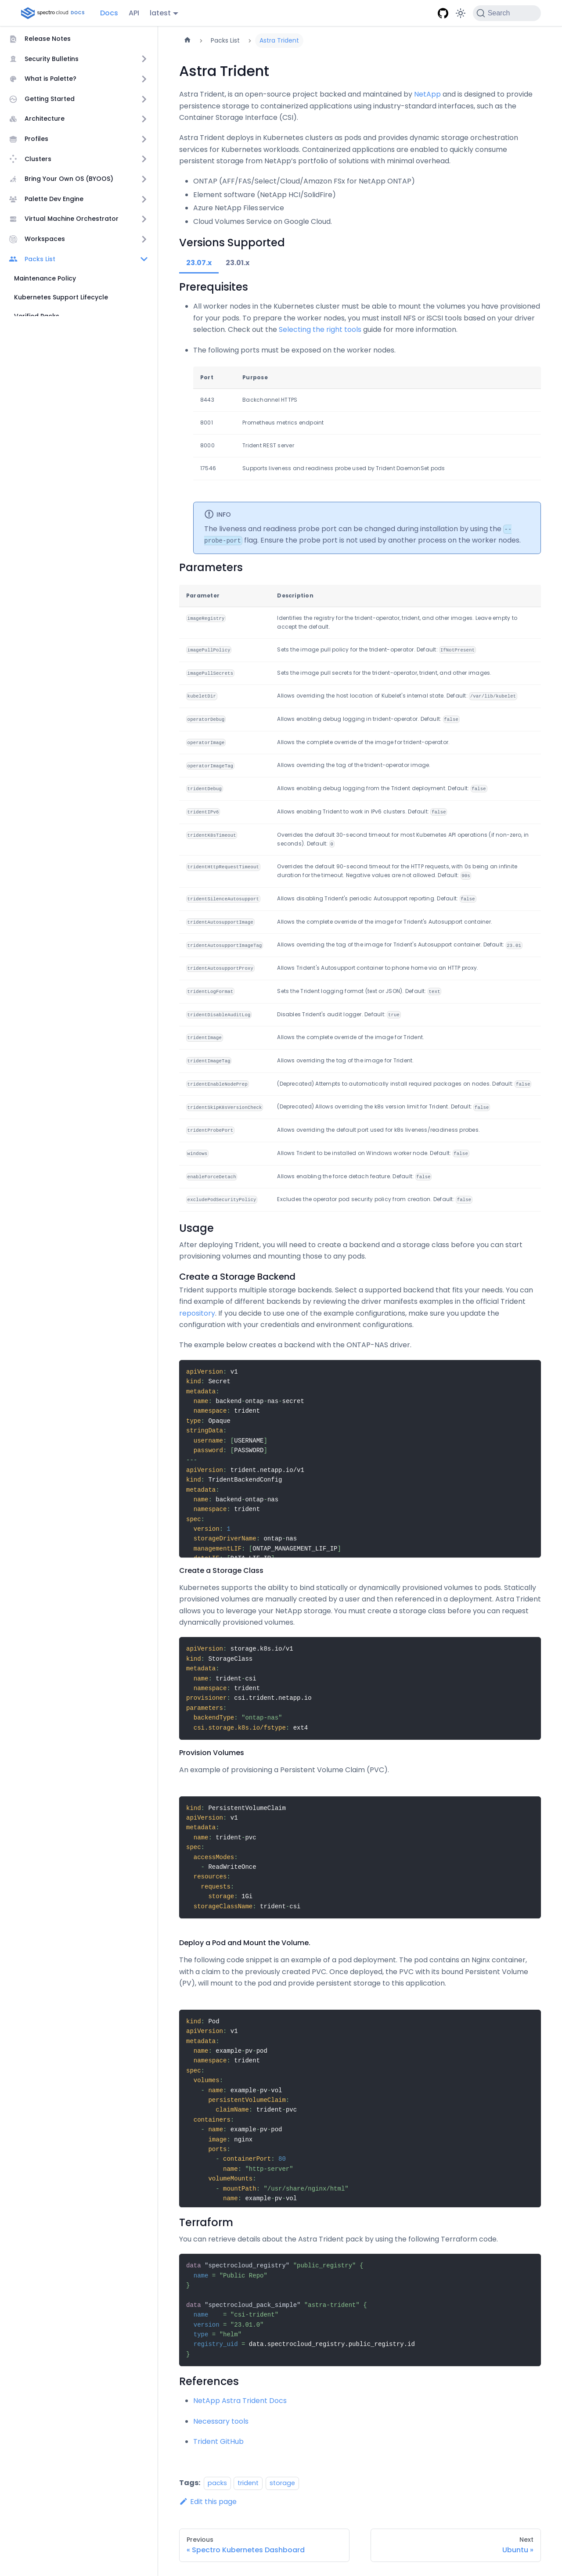 spectro cloud DOCS
Docs
API
latest
Search
Release Notes
Security Bulletins
What is Palette?
Getting Started
Architecture
Profiles
Clusters
Bring Your Own OS (BYOOS)
Palette Dev Engine
Virtual Machine Orchestrator
Workspaces
Packs List
Maintenance Policy
Kubernetes Support Lifecycle
Packs List
Astra Trident
Astra Trident
Astra Trident, is an open-source project backed and maintained by NetApp and is designed to provide
persistence storage to containerized applications using industry-standard interfaces, such as the
Container Storage Interface (CSI).
Astra Trident deploys in Kubernetes clusters as pods and provides dynamic storage orchestration
services for Kubernetes workloads. Containerized applications are enabled to quickly consume
persistent storage from NetApp's portfolio of solutions with minimal overhead.
ONTAP (AFF/FAS/Select/Cloud/Amazon FSx for NetApp ONTAP)
Element software (NetApp HCI/SolidFire)
Azure NetApp Files service
Cloud Volumes Service on Google Cloud.
Versions Supported
23.07.x
23.01.x
Prerequisites
All worker nodes in the Kubernetes cluster must be able to mount the volumes you have provisioned
for your pods. To prepare the worker nodes, you must install NFS or iSCSI tools based on your driver
selection. Check out the Selecting the right tools guide for more information.
The following ports must be exposed on the worker nodes.
Port Purpose
8443 Backchannel HTTPS
8001 Prometheus metrics endpoint
8000 Trident REST server
17546 Supports liveness and readiness probe used by Trident DaemonSet pods
INFO
The liveness and readiness probe port can be changed during installation by using the --
probe-port flag. Ensure the probe port is not used by another process on the worker nodes.
Parameters
Parameter Description
imageRegistry Identifies the registry for the trident-operator, trident, and other images. Leave empty to
accept the default.
imagePullPolicy Sets the image pull policy for the trident-operator. Default: IfNotPresent
imagePullSecrets Sets the image pull secrets for the trident-operator, trident, and other images.
kubeletDir Allows overriding the host location of Kubelet's internal state. Default: /var/lib/kubelet
operatorDebug Allows enabling debug logging in trident-operator. Default: false
operatorImage Allows the complete override of the image for trident-operator.
operatorImageTag Allows overriding the tag of the trident-operator image.
tridentDebug Allows enabling debug logging from the Trident deployment. Default: false
tridentIPv6 Allows enabling Trident to work in IPv6 clusters. Default: false
tridentK8sTimeout Overrides the default 30-second timeout for most Kubernetes API operations (if non-zero, in
seconds). Default: 0
tridentHttpRequestTimeout Overrides the default 90-second timeout for the HTTP requests, with 0s being an infinite
duration for the timeout. Negative values are not allowed. Default: 90s
tridentSilenceAutosupport Allows disabling Trident's periodic Autosupport reporting. Default: false
tridentAutosupportImage Allows the complete override of the image for Trident's Autosupport container.
tridentAutosupportImageTag Allows overriding the tag of the image for Trident's Autosupport container. Default: 23.01
tridentAutosupportProxy Allows Trident's Autosupport container to phone home via an HTTP proxy.
tridentLogFormat Sets the Trident logging format (text or JSON). Default: text
tridentDisableAuditLog Disables Trident's audit logger. Default: true
tridentImage Allows the complete override of the image for Trident.
tridentImageTag Allows overriding the tag of the image for Trident.
tridentEnableNodePrep (Deprecated) Attempts to automatically install required packages on nodes. Default: false
tridentSkipK8sVersionCheck (Deprecated) Allows overriding the k8s version limit for Trident. Default: false
tridentProbePort Allows overriding the default port used for k8s liveness/readiness probes.
windows Allows Trident to be installed on Windows worker node. Default: false
enableForceDetach Allows enabling the force detach feature. Default: false
excludePodSecurityPolicy Excludes the operator pod security policy from creation. Default: false
Usage
After deploying Trident, you will need to create a backend and a storage class before you can start
provisioning volumes and mounting those to any pods.
Create a Storage Backend
Trident supports multiple storage backends. Select a supported backend that fits your needs. You can
find example of different backends by reviewing the driver manifests examples in the official Trident
repository. If you decide to use one of the example configurations, make sure you update the
configuration with your credentials and environment configurations.
The example below creates a backend with the ONTAP-NAS driver.
apiVersion: v1
kind: Secret
metadata:
name: backend-ontap-nas-secret
namespace: trident
type: Opaque
stringData:
username: [USERNAME]
password: [PASSWORD]
---
apiVersion: trident.netapp.io/v1
kind: TridentBackendConfig
metadata:
name: backend-ontap-nas
namespace: trident
spec:
version: 1
storageDriverName: ontap-nas
managementLIF: [ONTAP_MANAGEMENT_LIF_IP]
Create a Storage Class
Kubernetes supports the ability to bind statically or dynamically provisioned volumes to pods. Statically
provisioned volumes are manually created by a user and then referenced in a deployment. Astra Trident
allows you to leverage your NetApp storage. You must create a storage class before you can request
dynamically provisioned volumes.
apiVersion: storage.k8s.io/v1
kind: StorageClass
metadata:
name: trident-csi
namespace: trident
provisioner: csi.trident.netapp.io
parameters:
backendType: "ontap-nas"
csi.storage.k8s.io/fstype: ext4
Provision Volumes
An example of provisioning a Persistent Volume Claim (PVC).
kind: PersistentVolumeClaim
apiVersion: v1
metadata:
name: trident-pvc
spec:
accessModes:
- ReadWriteOnce
resources:
requests:
storage: 1Gi
storageClassName: trident-csi
Deploy a Pod and Mount the Volume.
The following code snippet is an example of a pod deployment. The pod contains an Nginx container,
with a claim to the previously created PVC. Once deployed, the PVC with its bound Persistent Volume
(PV), will mount to the pod and provide persistent storage to this application.
kind: Pod
apiVersion: v1
metadata:
name: example-pv-pod
namespace: trident
spec:
volumes:
- name: example-pv-vol
persistentVolumeClaim:
claimName: trident-pvc
containers:
- name: example-pv-pod
image: nginx
ports:
- containerPort: 80
name: "http-server"
volumeMounts:
- mountPath: "/usr/share/nginx/html"
name: example-pv-vol
Terraform
You can retrieve details about the Astra Trident pack by using the following Terraform code.
data "spectrocloud_registry" "public_registry" {
name = "Public Repo"
}
data "spectrocloud_pack_simple" "astra-trident" {
name = "csi-trident"
version = "23.01.0"
type = "helm"
registry_uid = data.spectrocloud_registry.public_registry.id
}
References
NetApp Astra Trident Docs
Necessary tools
Trident GitHub
Tags: packs trident storage
Edit this page
Previous
« Spectro Kubernetes Dashboard
Next
Ubuntu »